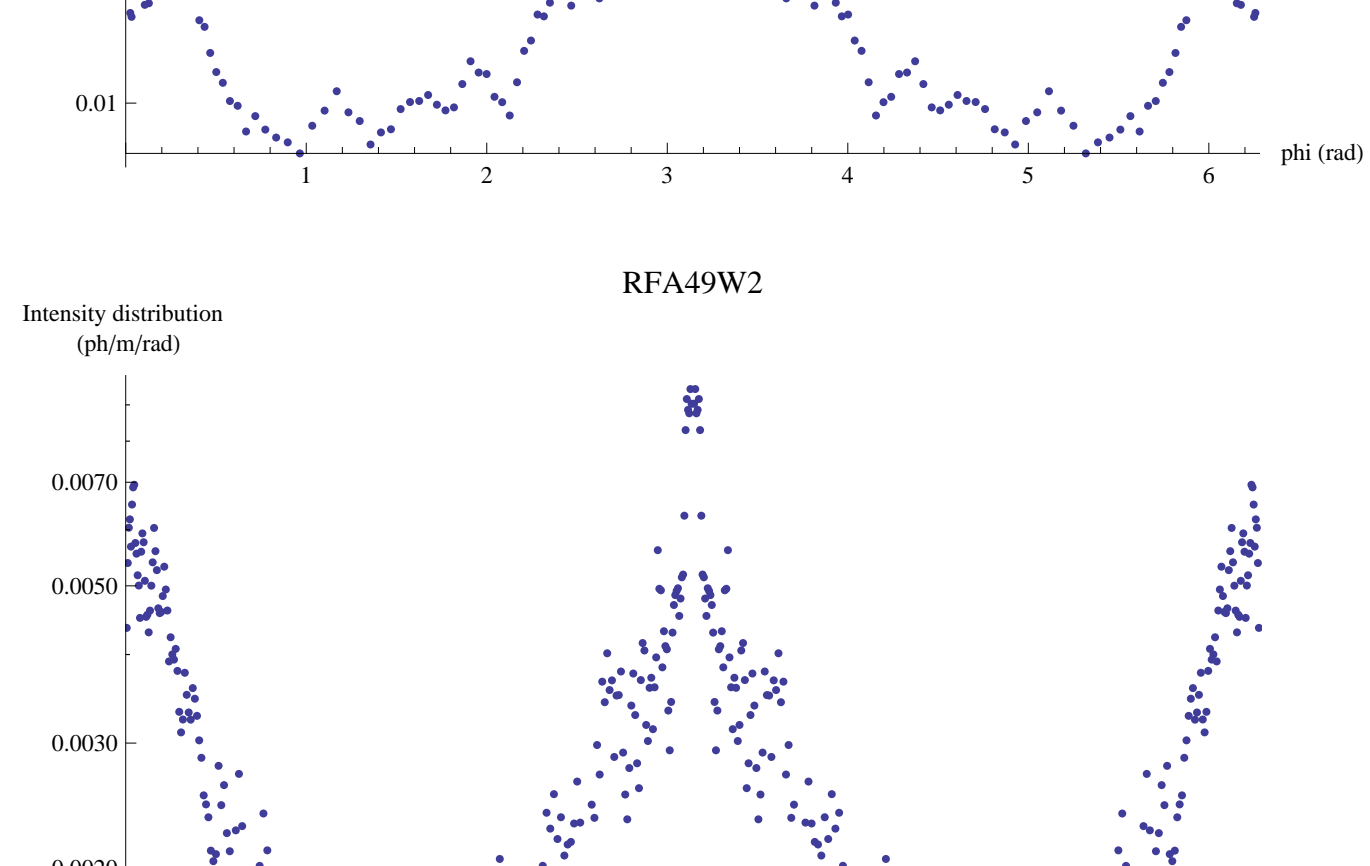 0.01
phi (rad)
1 2 3 4 5 6
RFA49W2
Intensity distribution
(ph/m/rad)
0.0070
0.0050
0.0030